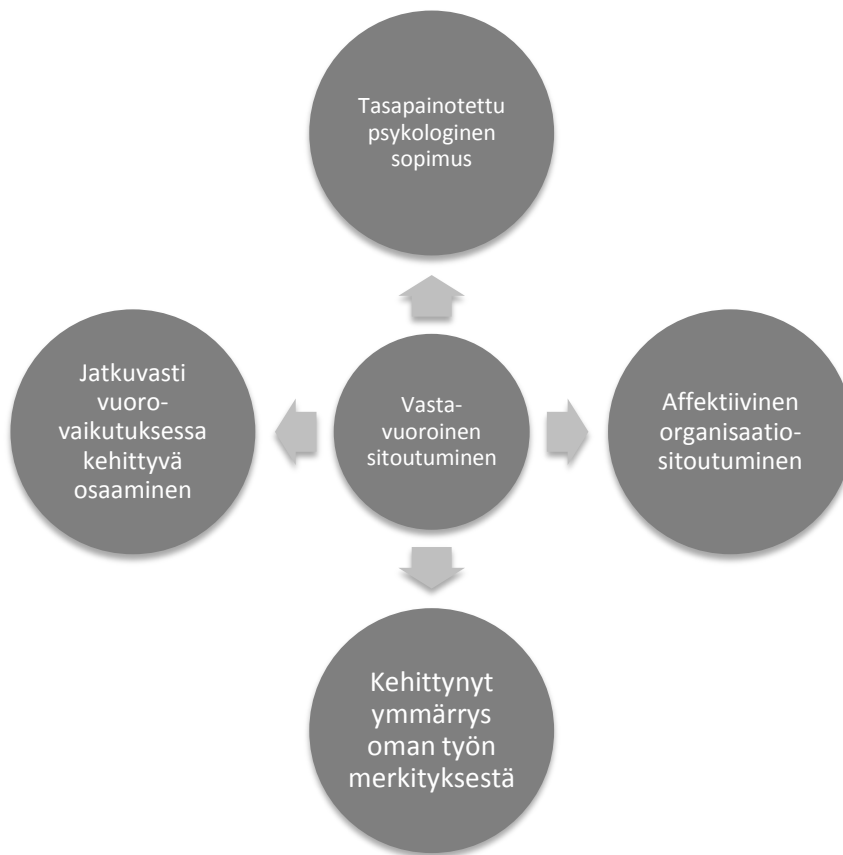 Tasapainotettu
psykologinen
sopimus
Jatkuvasti
vuoro-
vaikutuksessa
kehittyvä
osaaminen
Vasta-
vuoroinen
sitoutuminen
Affektiivinen
organisaatio-
sitoutuminen
Kehittynyt
ymmärrys
oman työn
merkityksestä